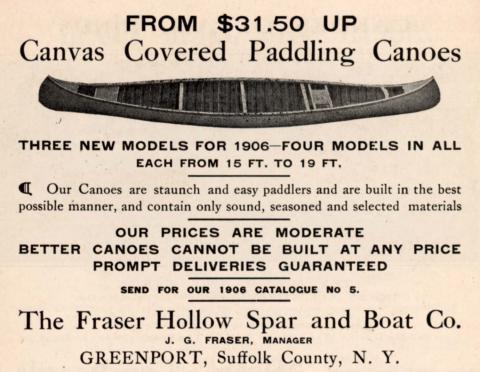 FROM $31.50 UP
Canvas Covered Paddling Canoes
THREE NEW MODELS FOR 1906—FOUR MODELS IN ALL
EACH FROM 15 FT. TO 19 FT.
¶ Our Canoes are staunch and easy paddlers and are built in the best
possible manner, and contain only sound, seasoned and selected materials
OUR PRICES ARE MODERATE
BETTER CANOES CANNOT BE BUILT AT ANY PRICE
PROMPT DELIVERIES GUARANTEED
SEND FOR OUR 1906 CATALOGUE NO 5.
The Fraser Hollow Spar and Boat Co.
J. G. FRASER, MANAGER
GREENPORT, Suffolk County, N. Y.